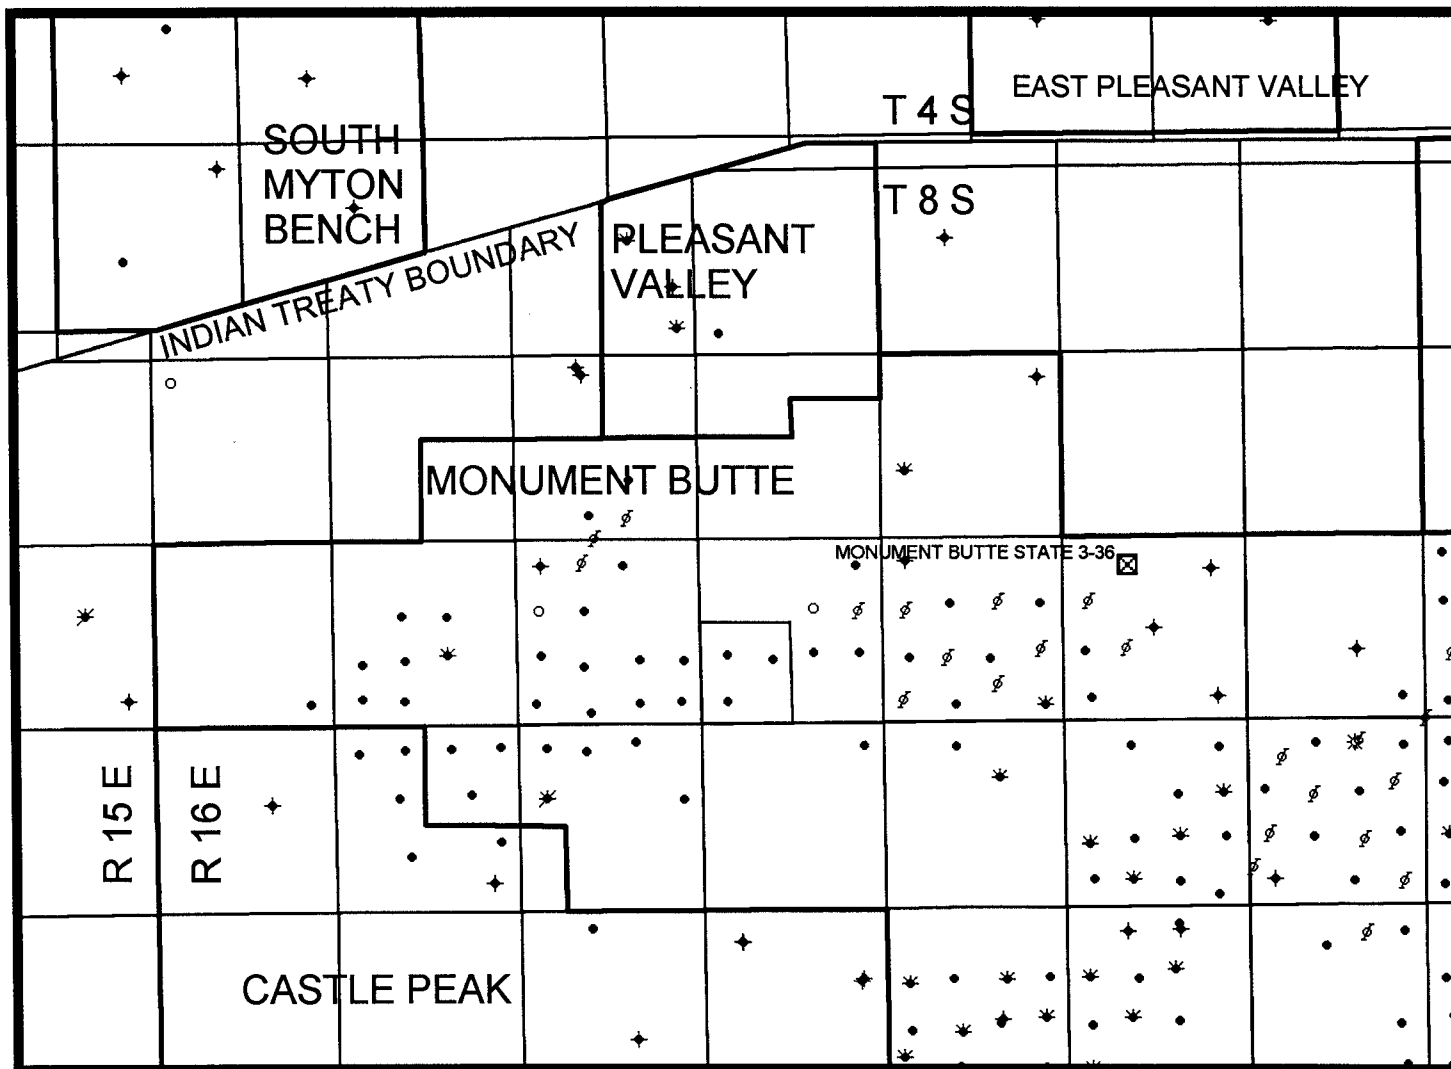 EAST PLEASANT VALLEY
T 4 S
SOUTH
MYTON
BENCH
T 8 S
PLEASANT
VALLEY
INDIAN TREATY BOUNDARY
MONUMENT BUTTE
MONUMENT BUTTE STATE 3-36
R 15 E
R 16 E
CASTLE PEAK